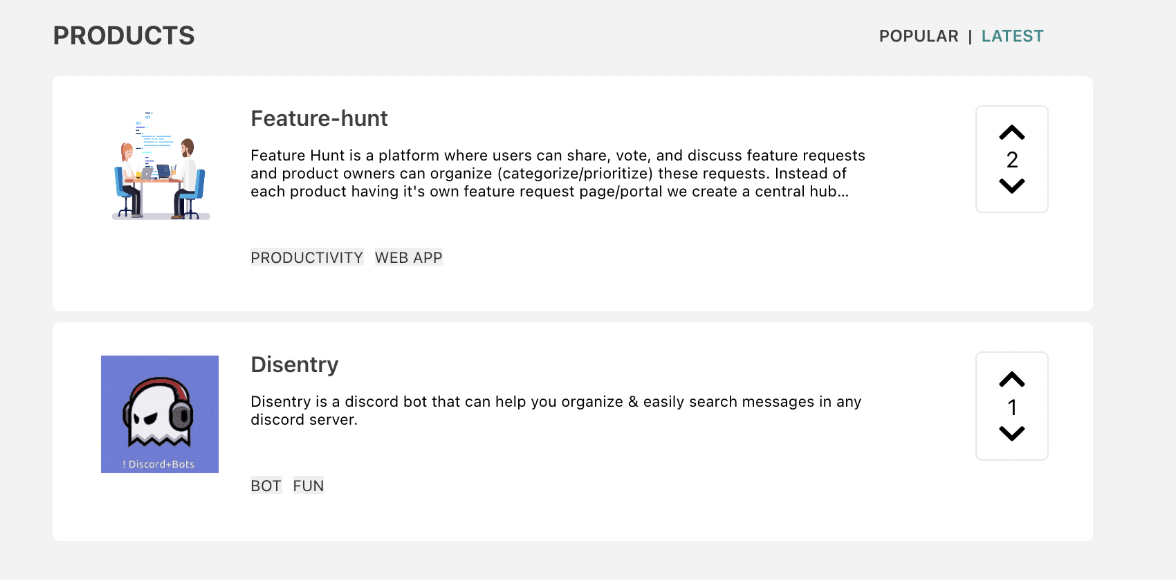 PRODUCTS
POPULAR | LATEST
Feature-hunt
Feature Hunt is a platform where users can share, vote, and discuss feature requests
and product owners can organize (categorize/prioritize) these requests. Instead of
each product having it's own feature request page/portal we create a central hub...
2
PRODUCTIVITY WEB APP
Disentry
Disentry is a discord bot that can help you organize & easily search messages in any
discord server.
1
! Discord+Bots
BOT FUN